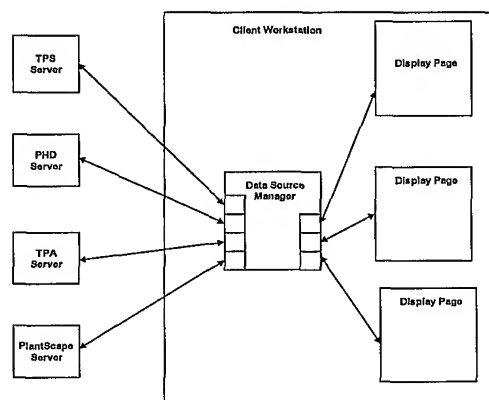 Client Workstation
TPS
Server
Display Page
PHD
Server
Data Source
Manager
Display Page
TPA
Server
Display Page
PlantScape
Server